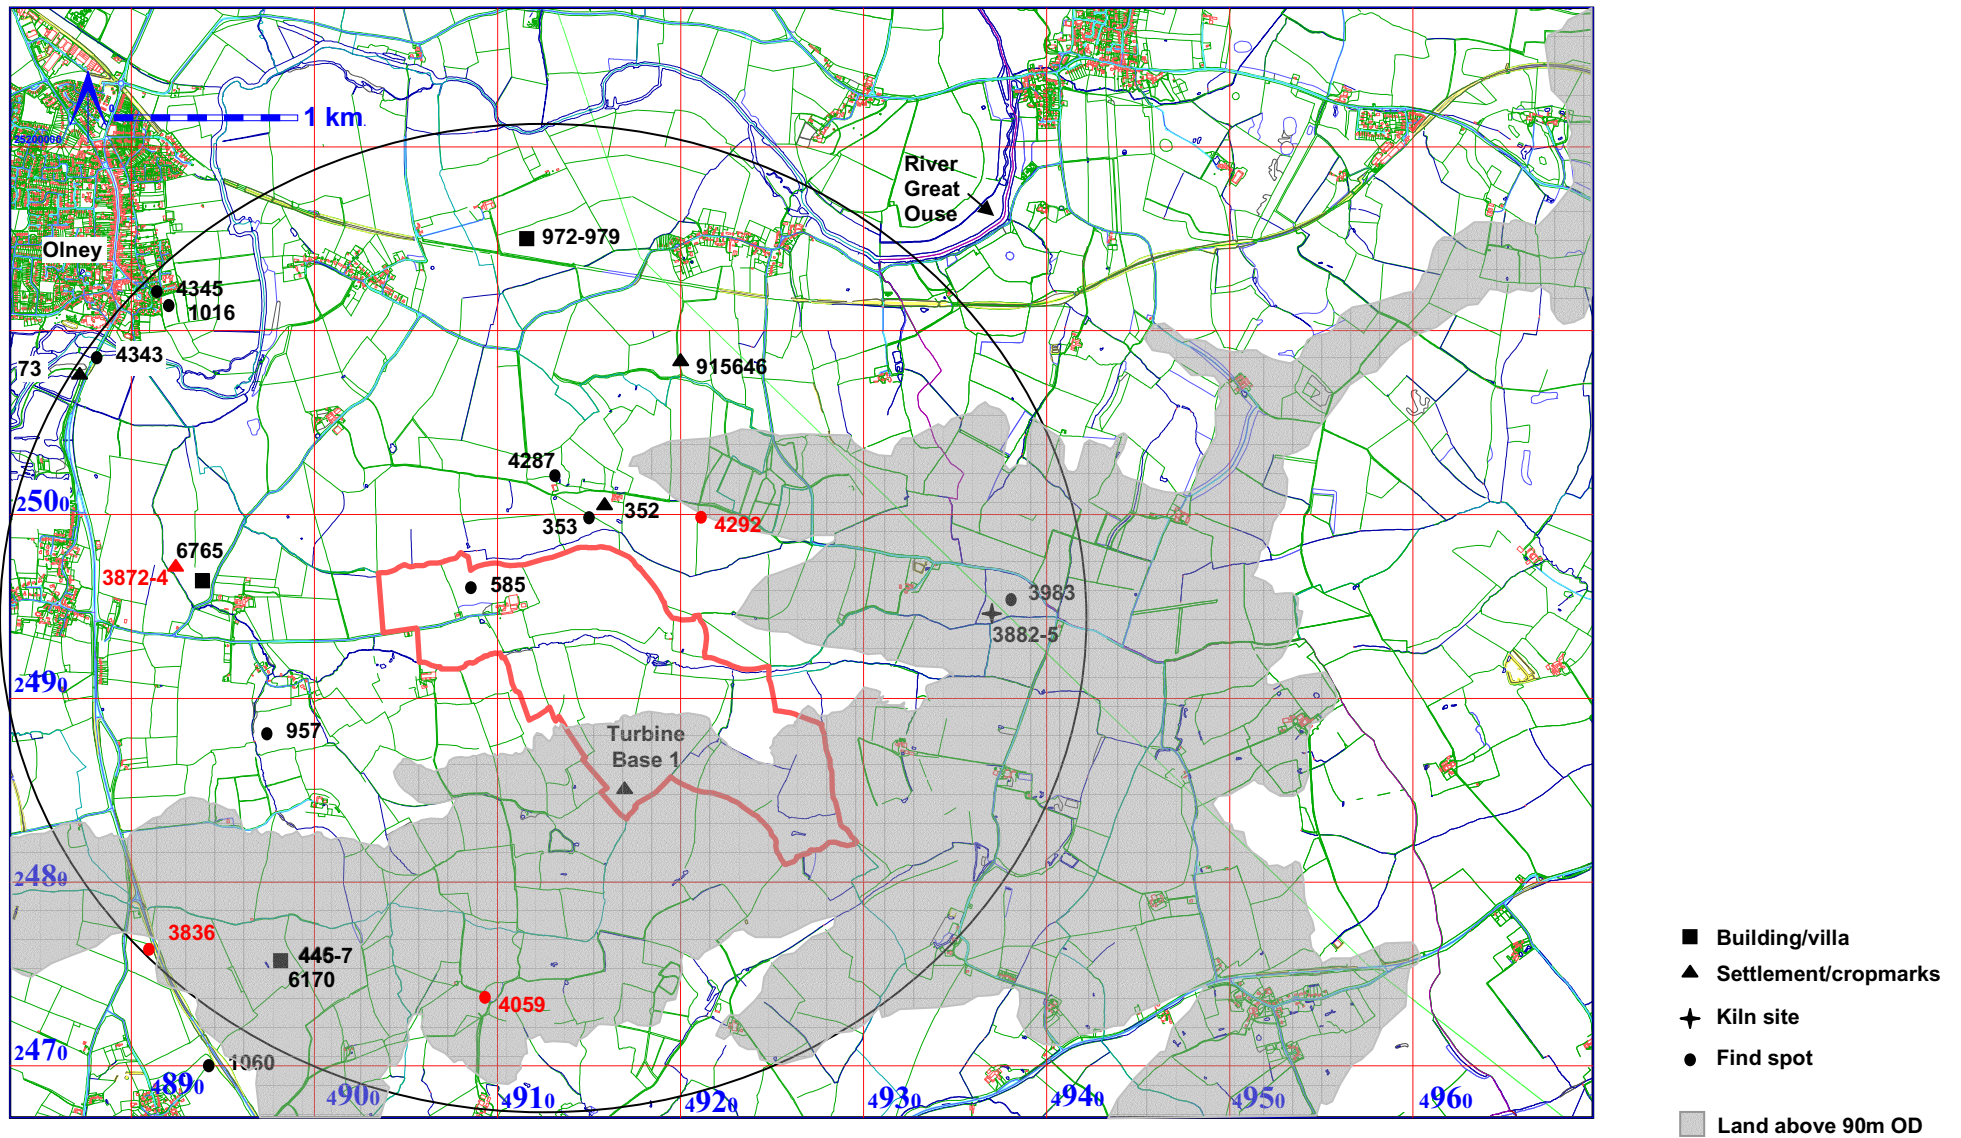 1 km
25200000
River
Great
Ouse
972-979
Olney
4345
1016
4343
73
915646
4287
2500
352
353
4292
6765
3872-4
585
3983
3882-5
2490
957
Turbine
Base 1
2480
3836
445-7
6170
4059
2470
1060
4890
4900
4910
4920
4930
4940
4950
4960
Building/villa
Settlement/cropmarks
Kiln site
Find spot
Land above 90m OD